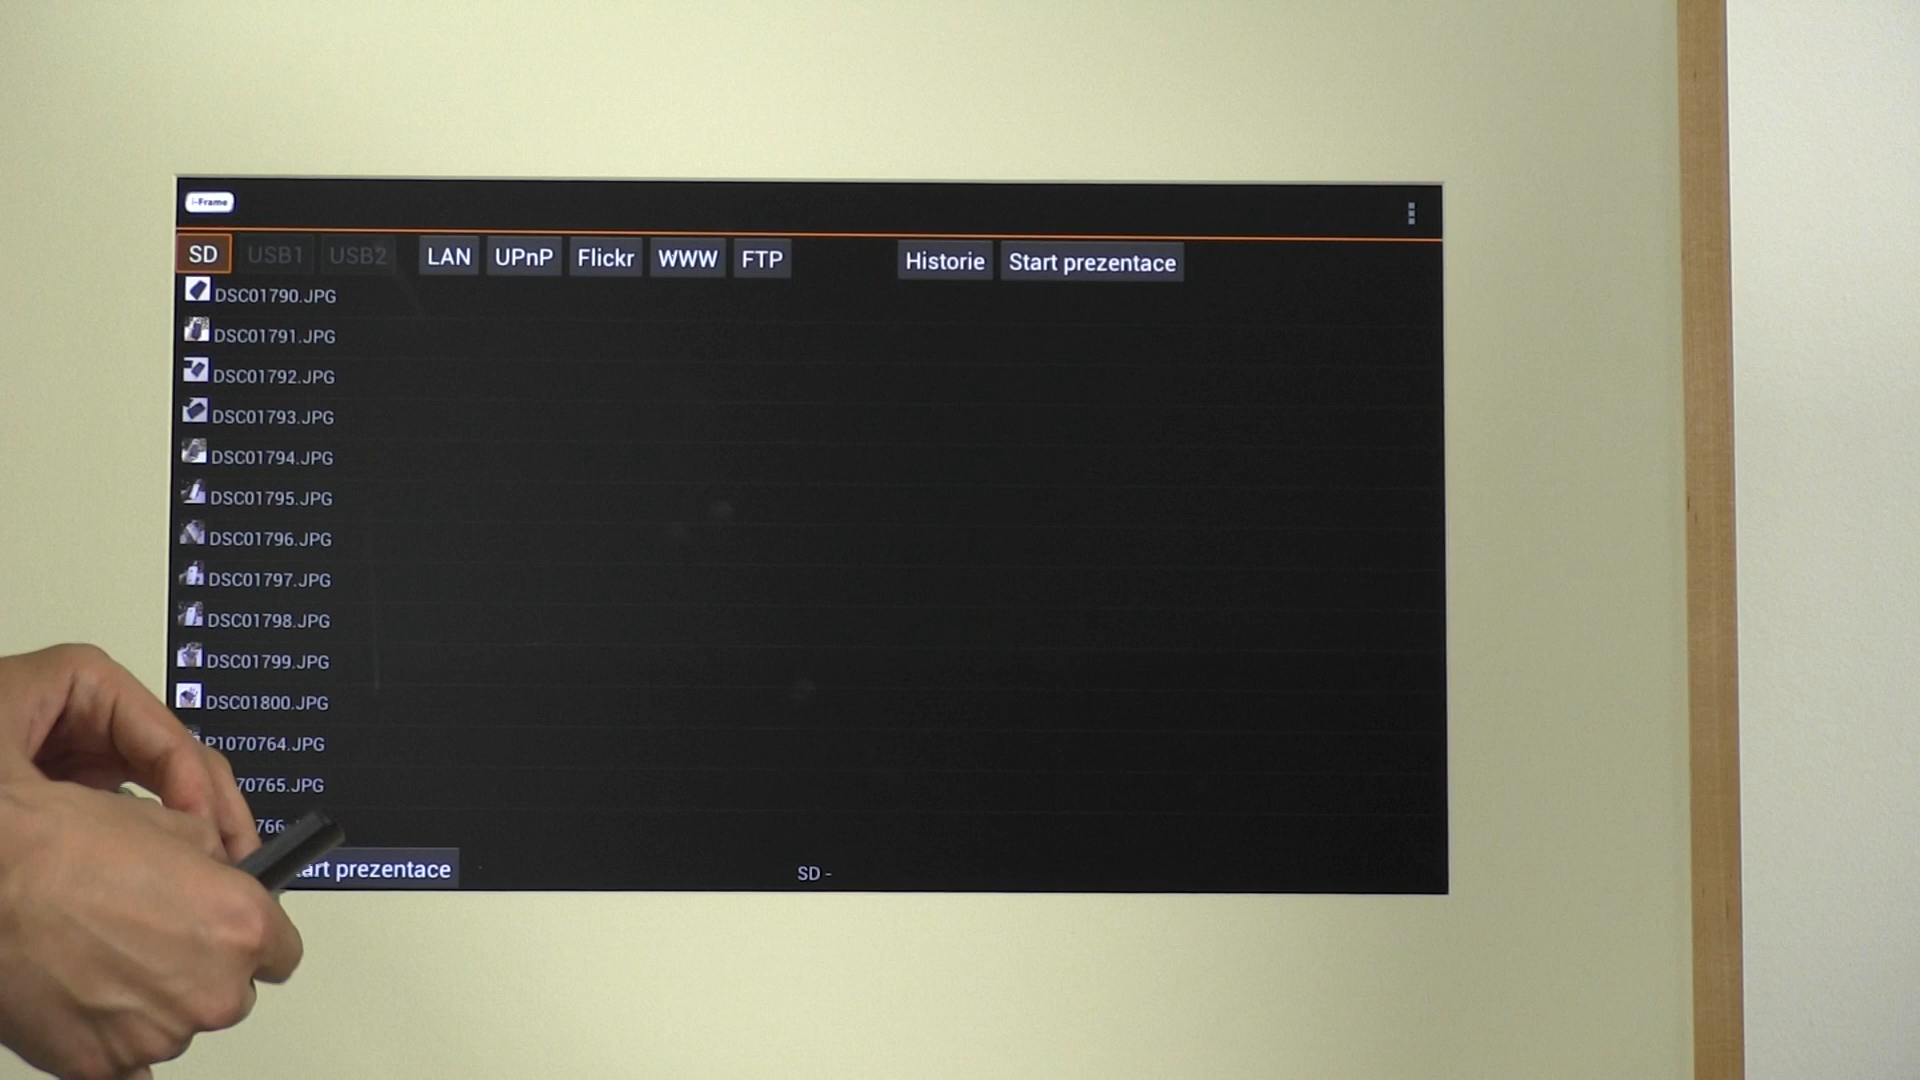 i-Frame
SD USB1 USB2 LAN UPnP Flickr WWW FTP Historie Start prezentace
DSC01790.JPG
DSC01791.JPG
DSC01792.JPG
DSC01793.JPG
DSC01794.JPG
DSC01795.JPG
DSC01796.JPG
DSC01797.JPG
DSC01798.JPG
DSC01799.JPG
DSC01800.JPG
P1070764.JPG
70765.JPG
766
art prezentace SD -